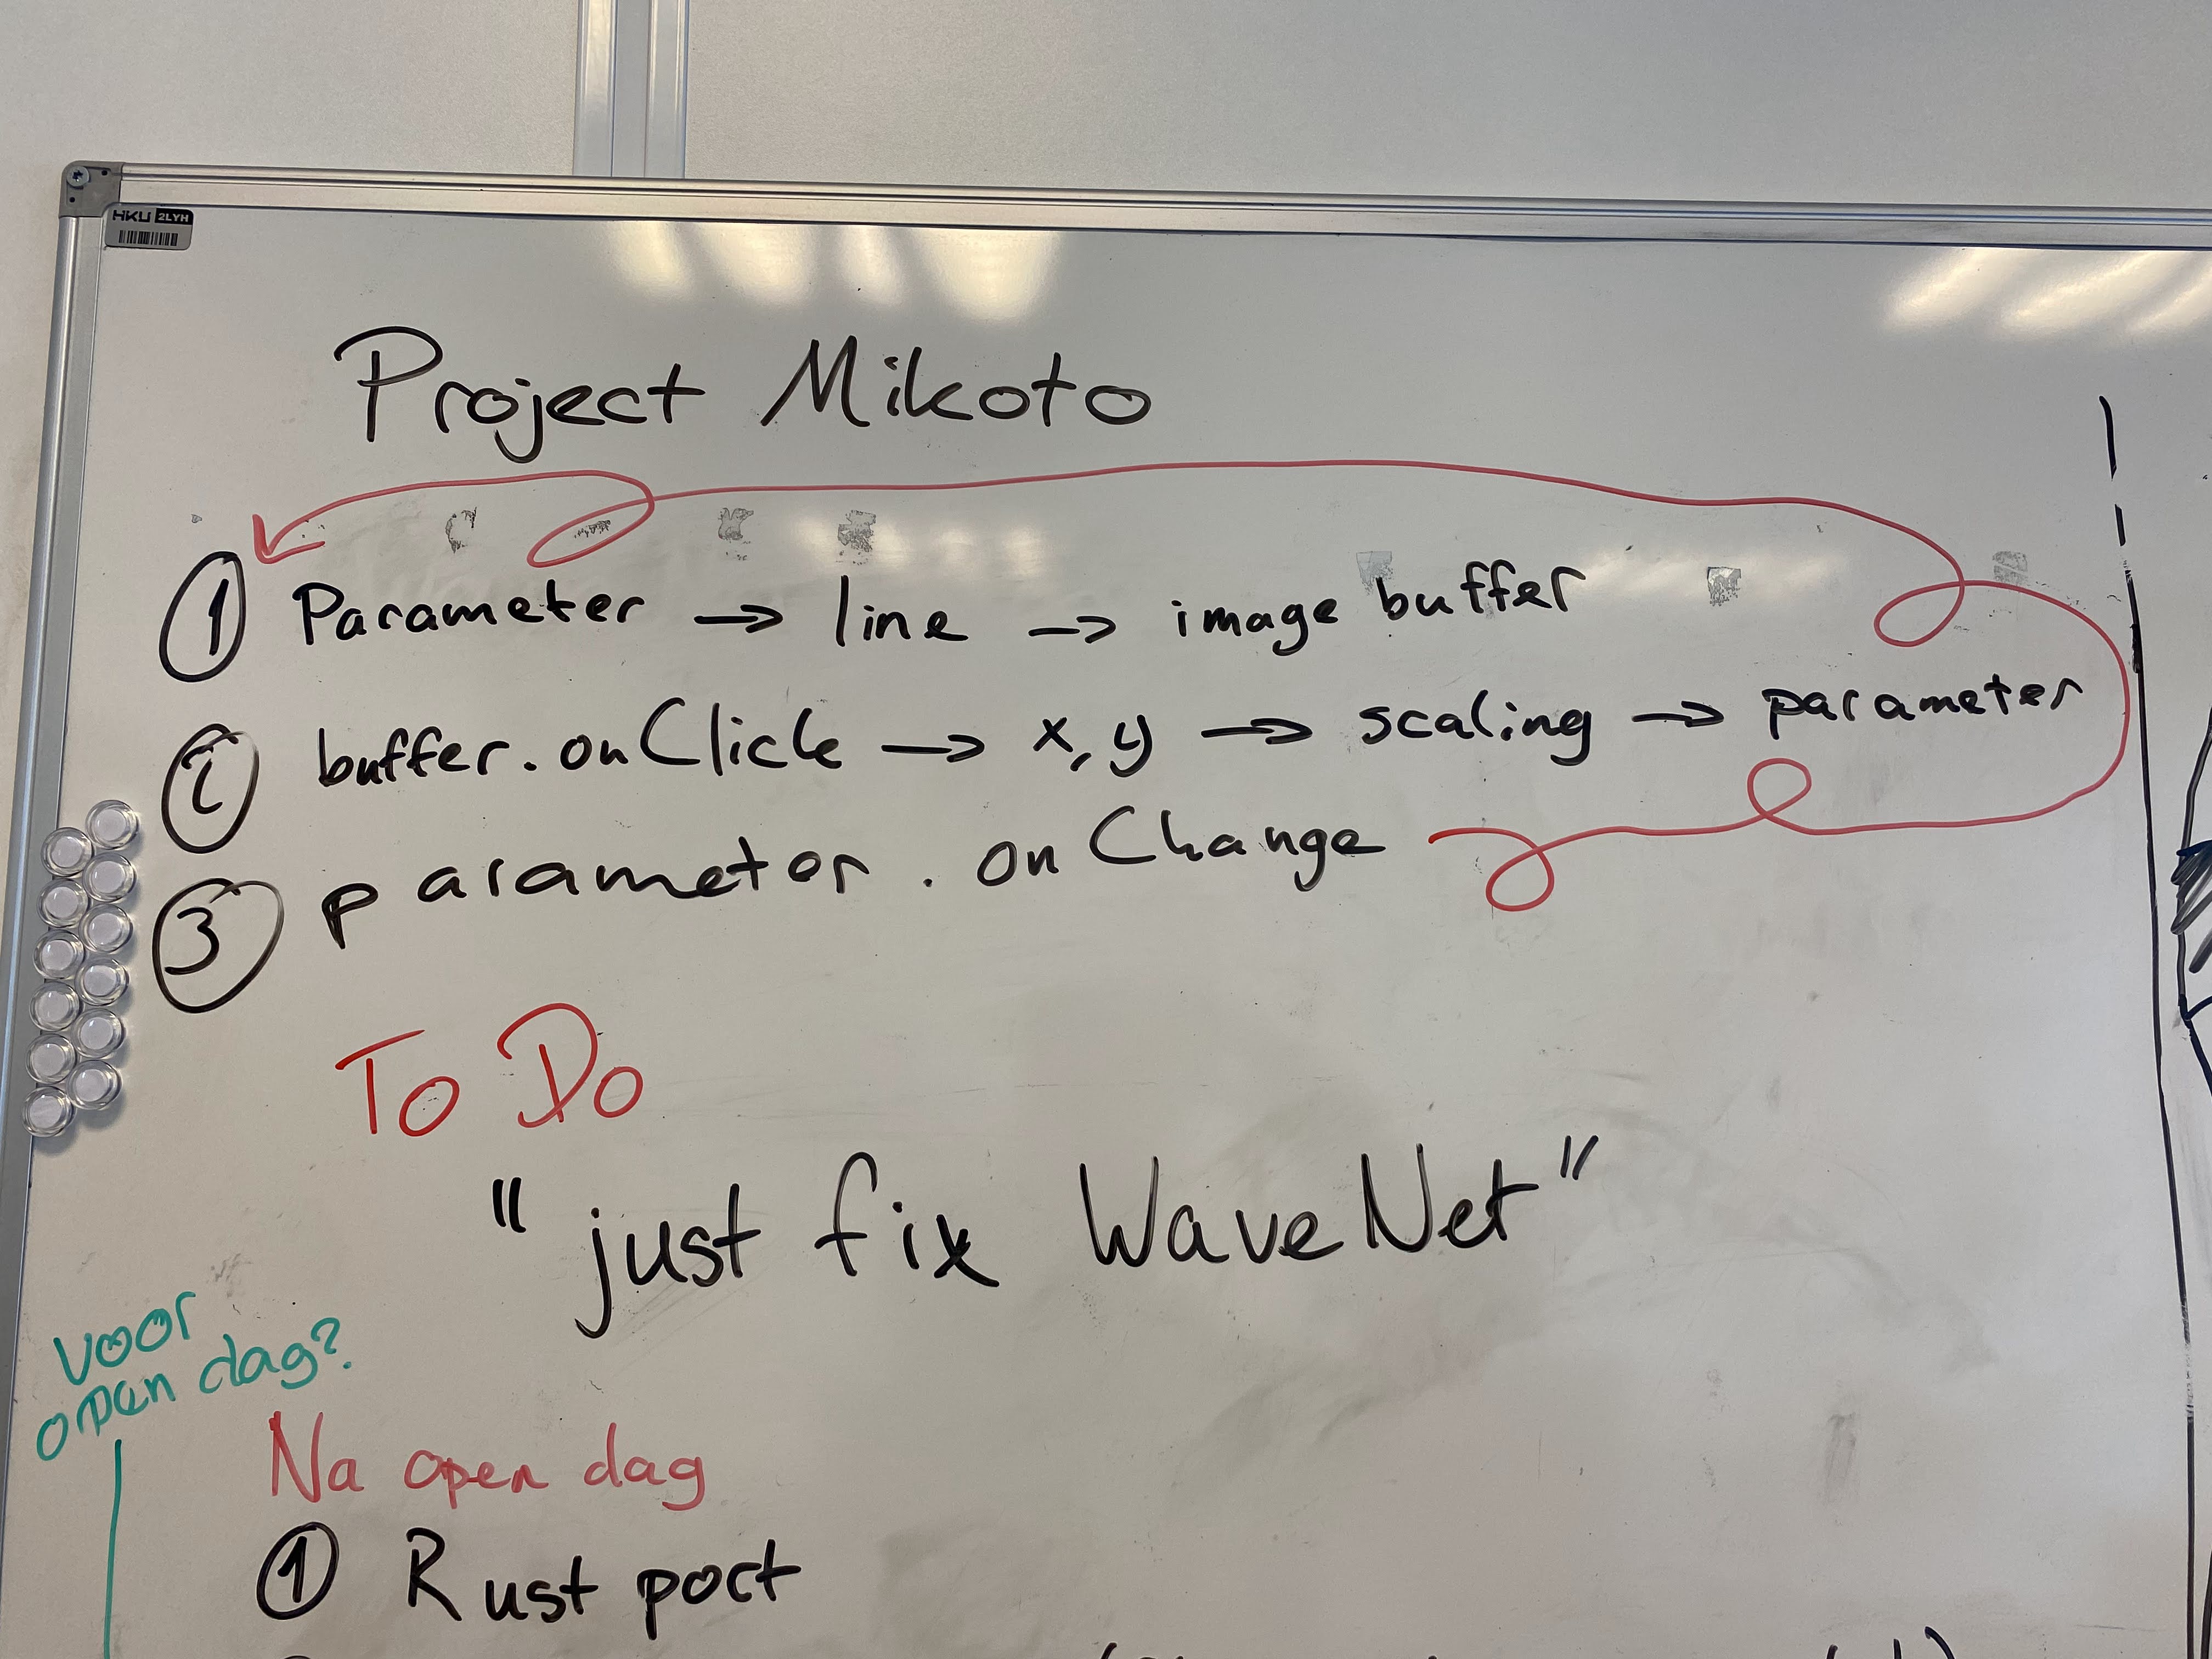 HKU 2LYH
Project Mikoto
① Parameter → line → image buffer
② buffer.onClick → x,y → scaling → parameter
③ parameter.onChange
To Do
"just fix WaveNet"
voor
open dag?
Na open dag
① Rust port